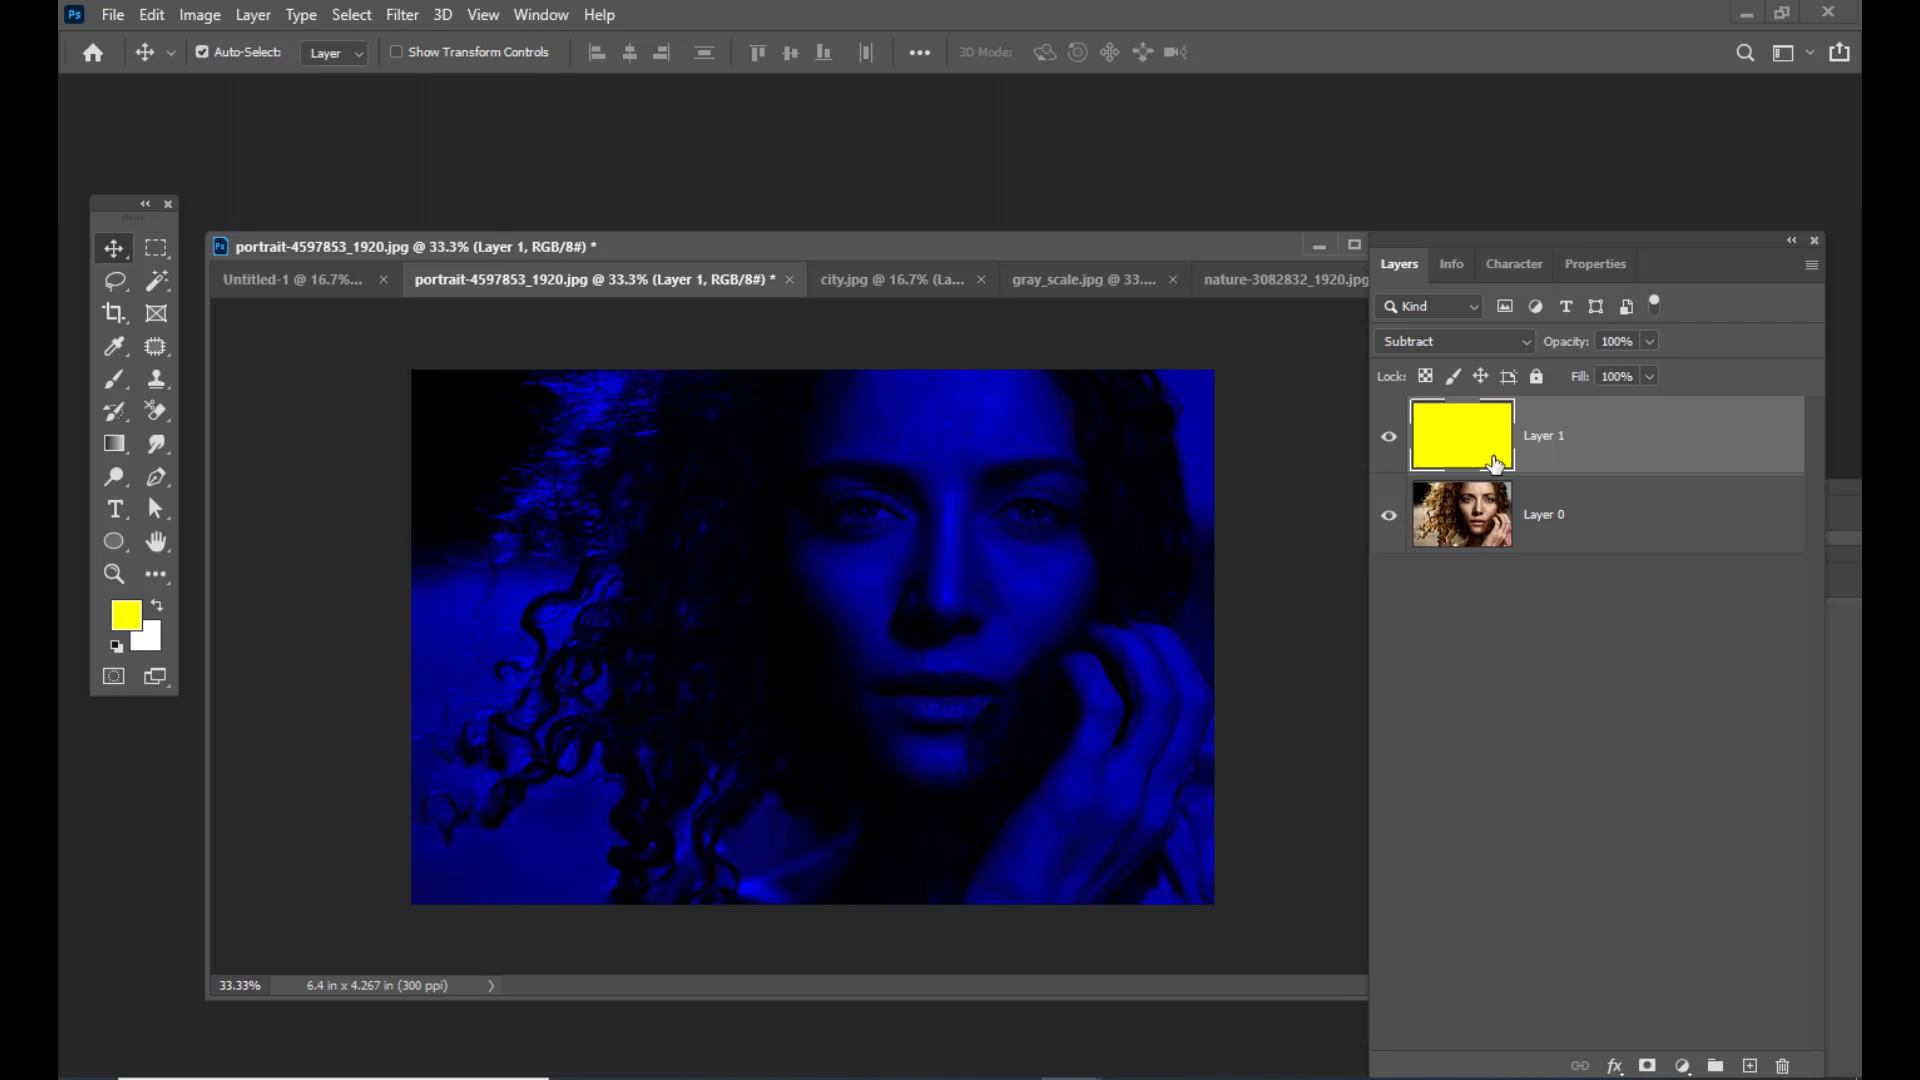 Ps File Edit Image Layer Type Select Filter 3D View Window Help
Auto-Select: Layer Show Transform Controls 3D Mode:
Ps portrait-4597853_1920.jpg @ 33.3% (Layer 1, RGB/8#) *
Untitled-1 @ 16.7%... portrait-4597853_1920.jpg @ 33.3% (Layer 1, RGB/8#) * city.jpg @ 16.7% (La... gray_scale.jpg @ 33.... nature-3082832_1920.jpg
Layers Info Character Properties
Kind
Subtract Opacity: 100%
Lock: Fill: 100%
Layer 1
Layer 0
33.33% 6.4 in x 4.267 in (300 ppi)
fx